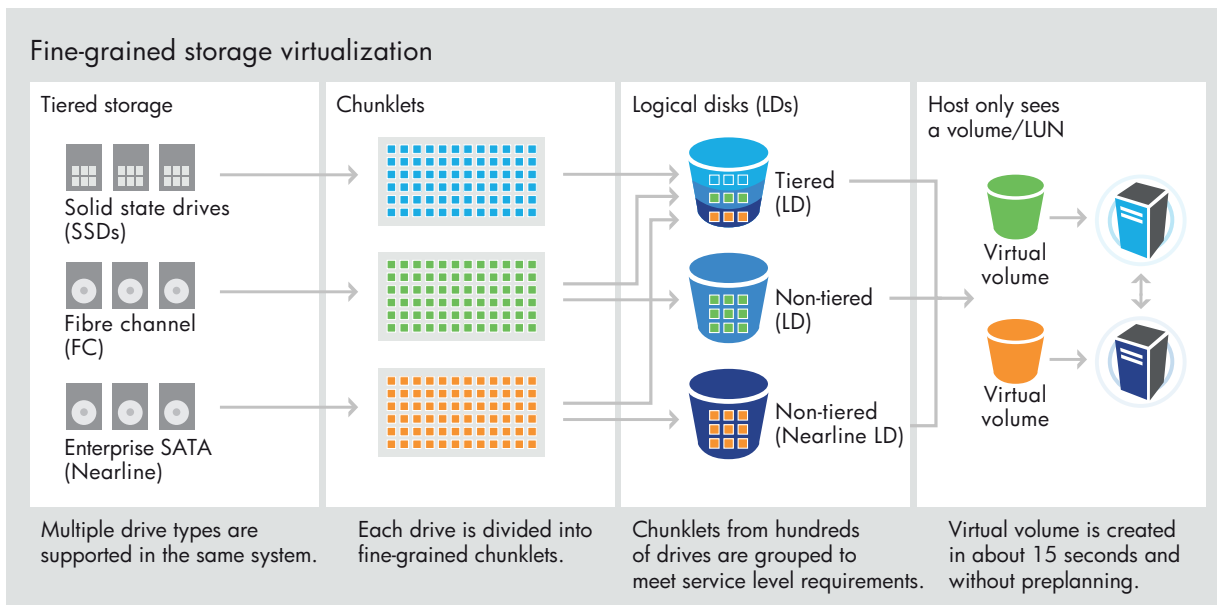 Fine-grained storage virtualization
Tiered storage
Solid state drives
(SSDs)
Fibre channel
(FC)
Enterprise SATA
(Nearline)
Multiple drive types are
supported in the same system.
Chunklets
Each drive is divided into
fine-grained chunklets.
Logical disks (LDs)
Tiered
(LD)
Non-tiered
(LD)
Non-tiered
(Nearline LD)
Chunklets from hundreds
of drives are grouped to
meet service level requirements.
Host only sees
a volume/LUN
Virtual
volume
Virtual
volume
Virtual volume is created
in about 15 seconds and
without preplanning.